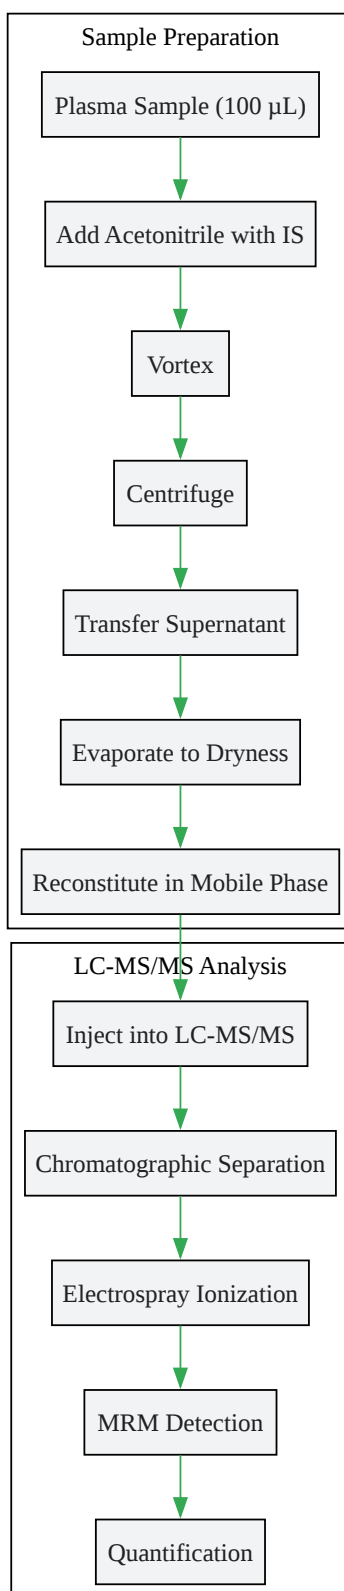 Sample Preparation
Plasma Sample (100 µL)
Add Acetonitrile with IS
Vortex
Centrifuge
Transfer Supernatant
Evaporate to Dryness
Reconstitute in Mobile Phase
LC-MS/MS Analysis
Inject into LC-MS/MS
Chromatographic Separation
Electrospray Ionization
MRM Detection
Quantification